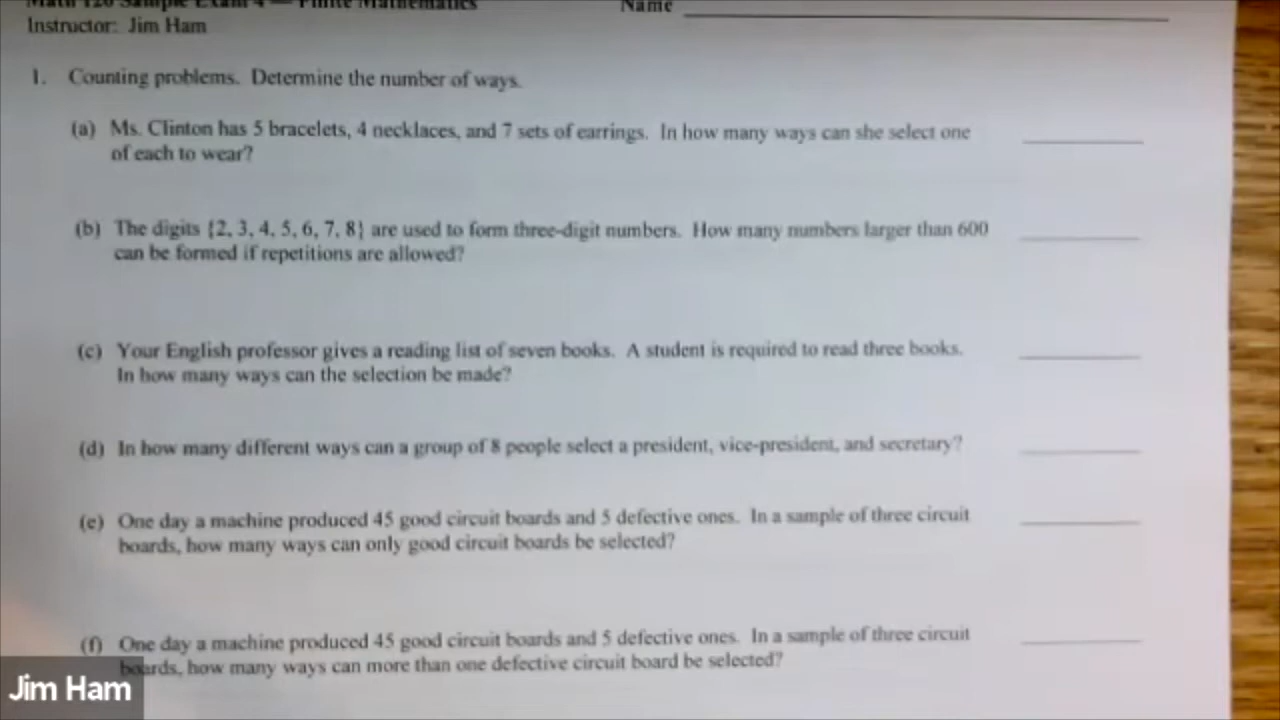 Math 120 Sample Exam 4 — Finite Mathematics Name
Instructor: Jim Ham
1. Counting problems. Determine the number of ways.
(a) Ms. Clinton has 5 bracelets, 4 necklaces, and 7 sets of earrings. In how many ways can she select one
of each to wear?
(b) The digits {2, 3, 4, 5, 6, 7, 8} are used to form three-digit numbers. How many numbers larger than 600
can be formed if repetitions are allowed?
(c) Your English professor gives a reading list of seven books. A student is required to read three books.
In how many ways can the selection be made?
(d) In how many different ways can a group of 8 people select a president, vice-president, and secretary?
(e) One day a machine produced 45 good circuit boards and 5 defective ones. In a sample of three circuit
boards, how many ways can only good circuit boards be selected?
(f) One day a machine produced 45 good circuit boards and 5 defective ones. In a sample of three circuit
boards, how many ways can more than one defective circuit board be selected?
Jim Ham